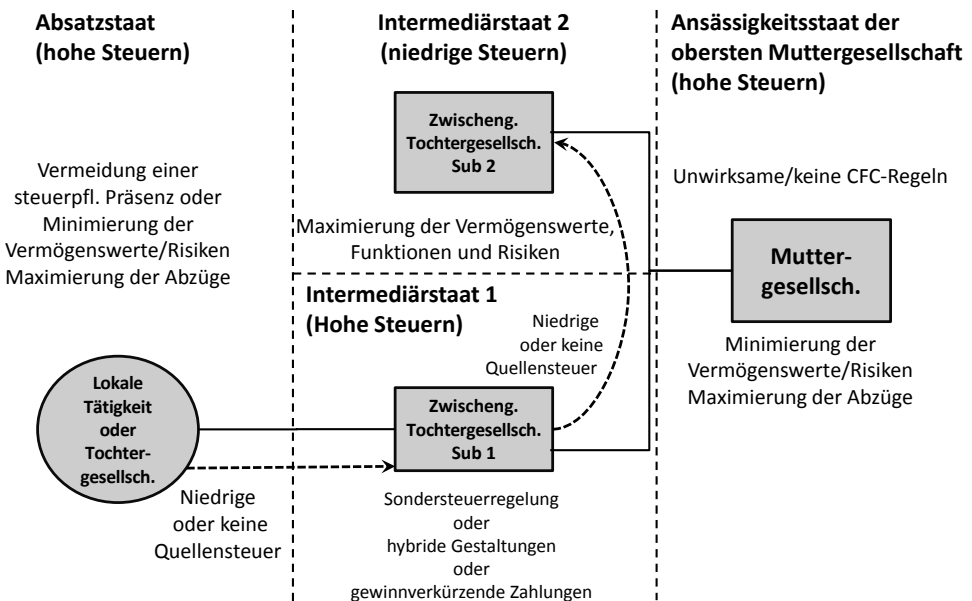 Absatzstaat
(hohe Steuern)
Vermeidung einer
steuerpfl. Präsenz oder
Minimierung der
Vermögenswerte/Risiken
Maximierung der Abzüge
Lokale
Tätigkeit
oder
Tochter-
gesellsch.
Niedrige
oder keine
Quellensteuer
Intermediärstaat 2
(niedrige Steuern)
Zwischeng.
Tochtergesellsch.
Sub 2
Maximierung der Vermögenswerte,
Funktionen und Risiken
Intermediärstaat 1
(Hohe Steuern)
Niedrige
oder keine
Quellensteuer
Zwischeng.
Tochtergesellsch.
Sub 1
Sondersteuerregelung
oder
hybride Gestaltungen
oder
gewinnverkürzende Zahlungen
Ansässigkeitsstaat der
obersten Muttergesellschaft
(hohe Steuern)
Unwirksame/keine CFC-Regeln
Mutter-
gesellsch.
Minimierung der
Vermögenswerte/Risiken
Maximierung der Abzüge